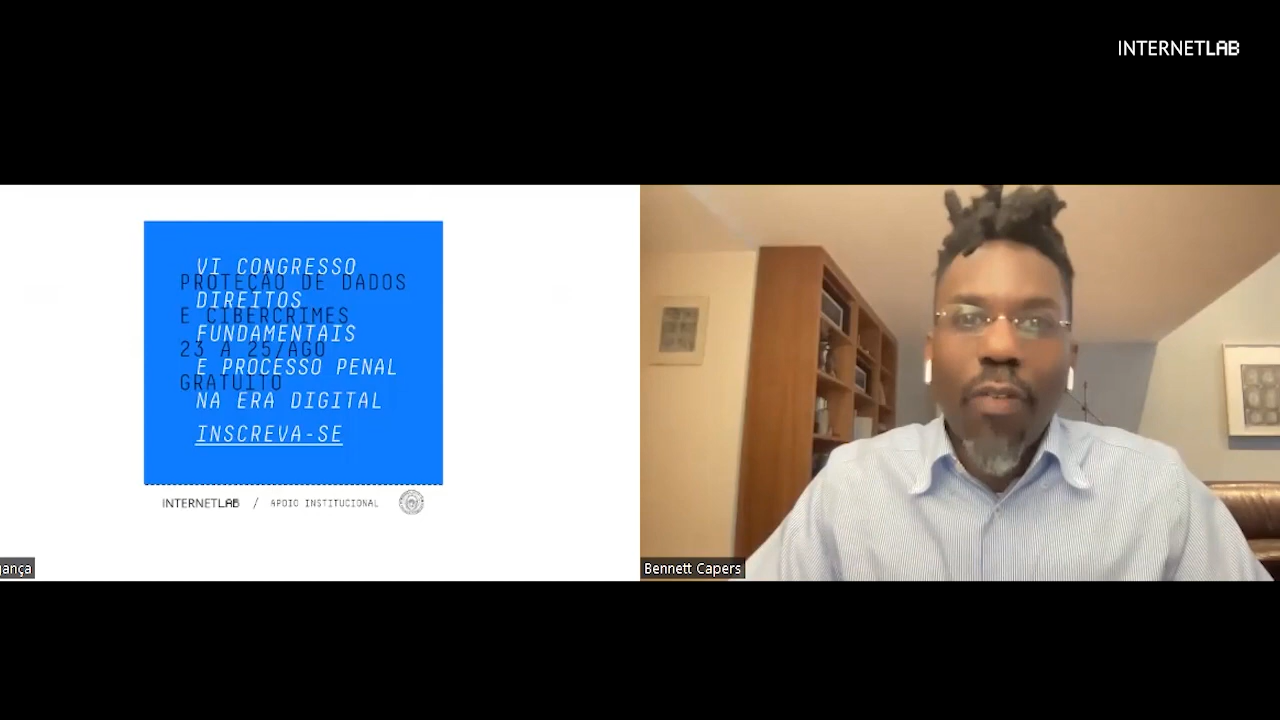 INTERNETLAB
VI CONGRESSO
DIREITOS
FUNDAMENTAIS
E PROCESSO PENAL
NA ERA DIGITAL
INSCREVA-SE
PROTEÇÃO DE DADOS
E CIBERCRIMES
23 A 25/AGO
GRATUITO
INTERNETLAB / APOIO INSTITUCIONAL
gança
Bennett Capers